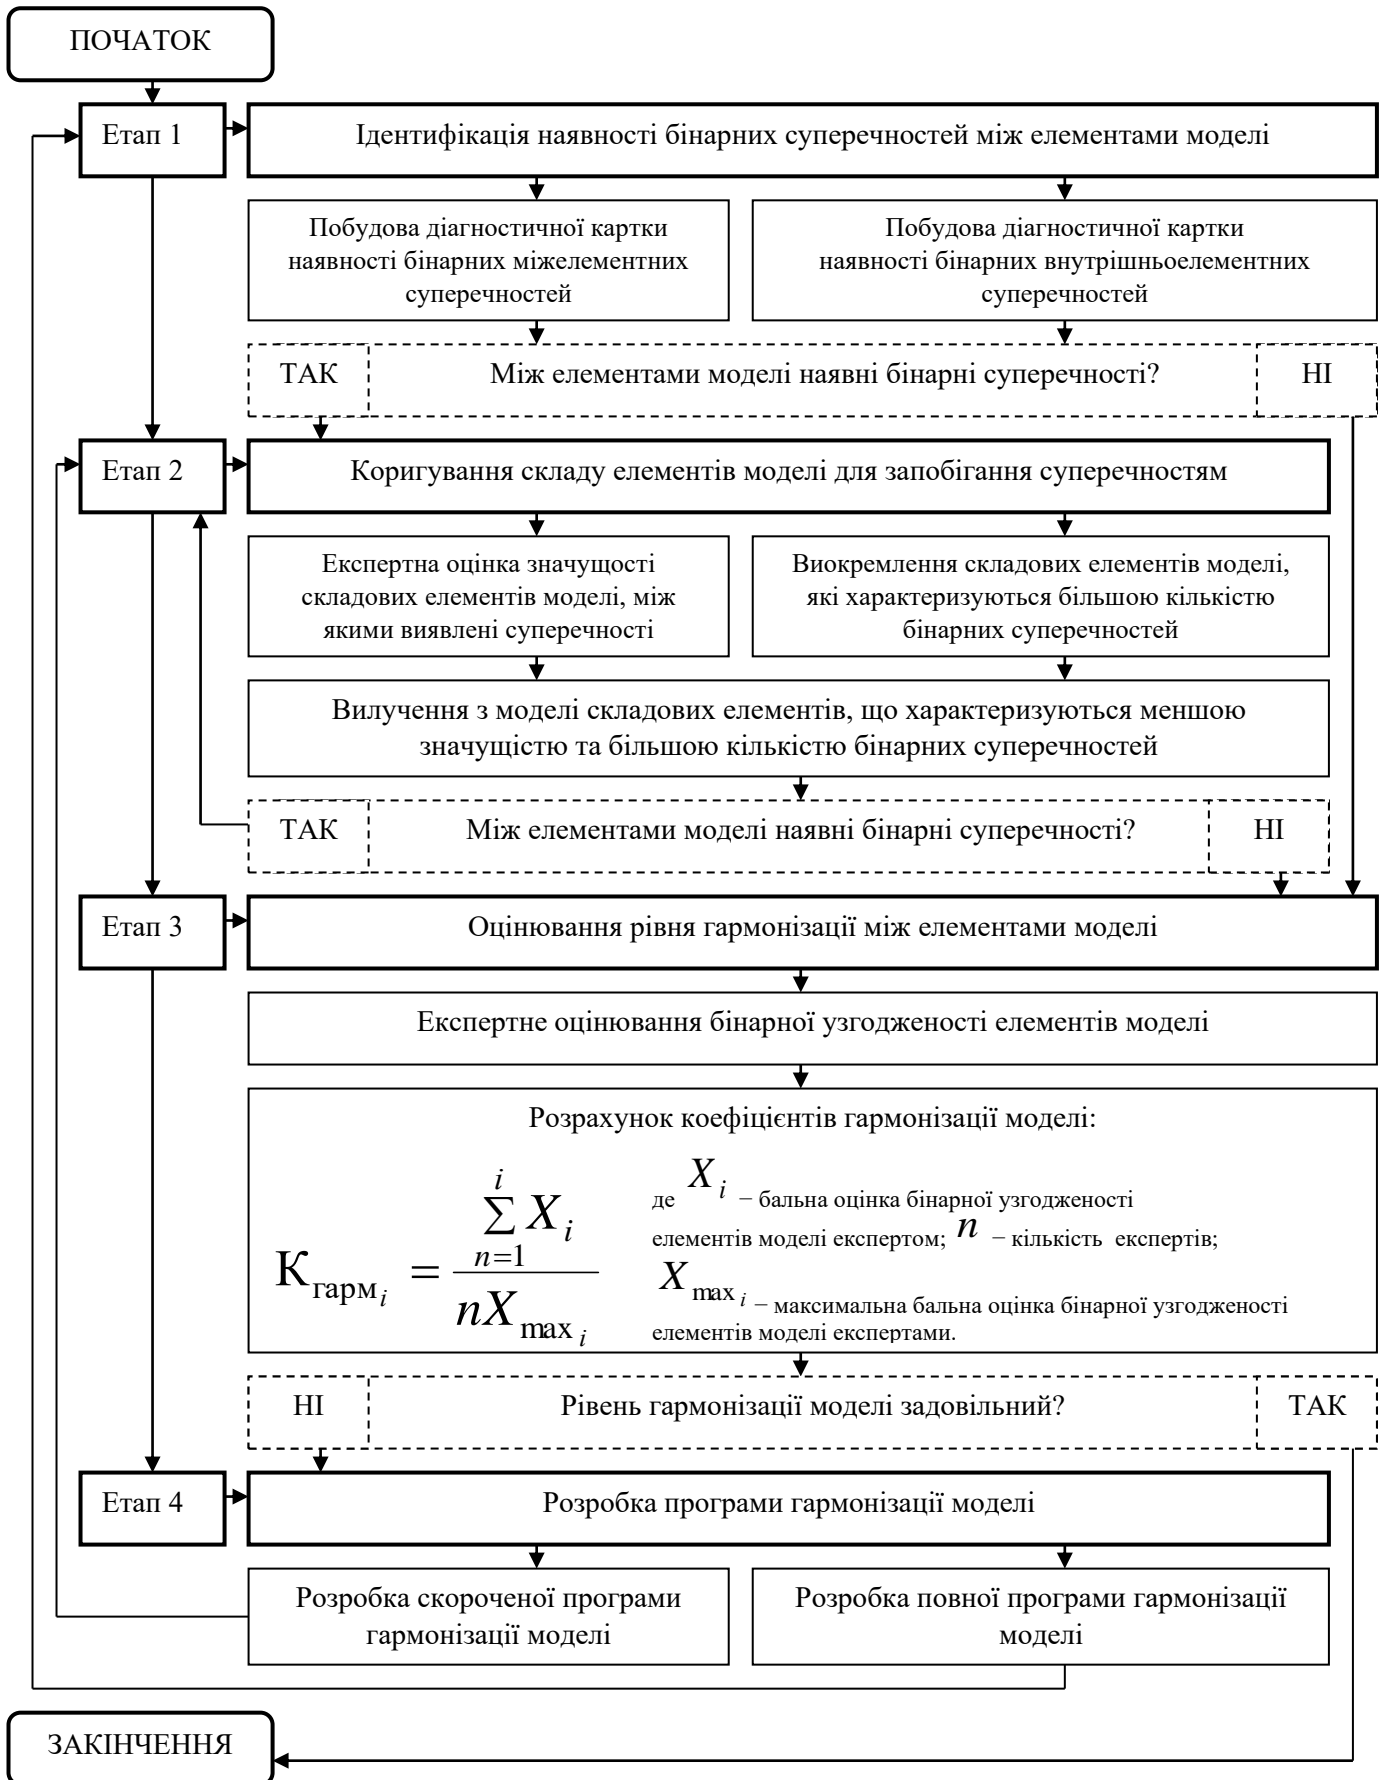 ПОЧАТОК
Етап 1
Ідентифікація наявності бінарних суперечностей між елементами моделі
Побудова діагностичної картки
наявності бінарних міжелементних
суперечностей
Побудова діагностичної картки
наявності бінарних внутрішньоелементних
суперечностей
ТАК
Між елементами моделі наявні бінарні суперечності?
НІ
Етап 2
Коригування складу елементів моделі для запобігання суперечностям
Експертна оцінка значущості
складових елементів моделі, між
якими виявлені суперечності
Виокремлення складових елементів моделі,
які характеризуються більшою кількістю
бінарних суперечностей
Вилучення з моделі складових елементів, що характеризуються меншою
значущістю та більшою кількістю бінарних суперечностей
ТАК
Між елементами моделі наявні бінарні суперечності?
НІ
Етап 3
Оцінювання рівня гармонізації між елементами моделі
Експертне оцінювання бінарної узгодженості елементів моделі
Розрахунок коефіцієнтів гармонізації моделі:
К гарм i = ∑ i n=1 X i / n X max i
де X i – бальна оцінка бінарної узгодженості
елементів моделі експертом; n – кількість експертів;
X max i – максимальна бальна оцінка бінарної узгодженості
елементів моделі експертами.
НІ
Рівень гармонізації моделі задовільний?
ТАК
Етап 4
Розробка програми гармонізації моделі
Розробка скороченої програми
гармонізації моделі
Розробка повної програми гармонізації
моделі
ЗАКІНЧЕННЯ